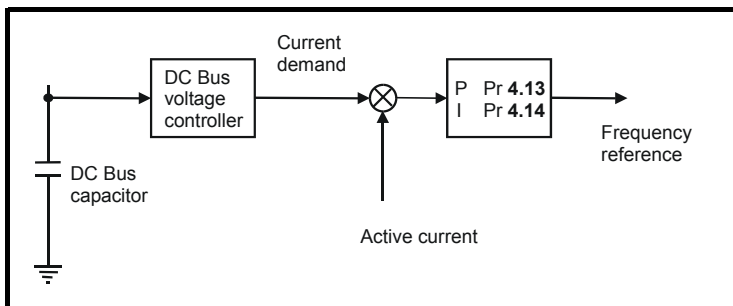 Current
demand
DC Bus
voltage
controller
P Pr 4.13
I Pr 4.14
Frequency
reference
DC Bus
capacitor
Active current